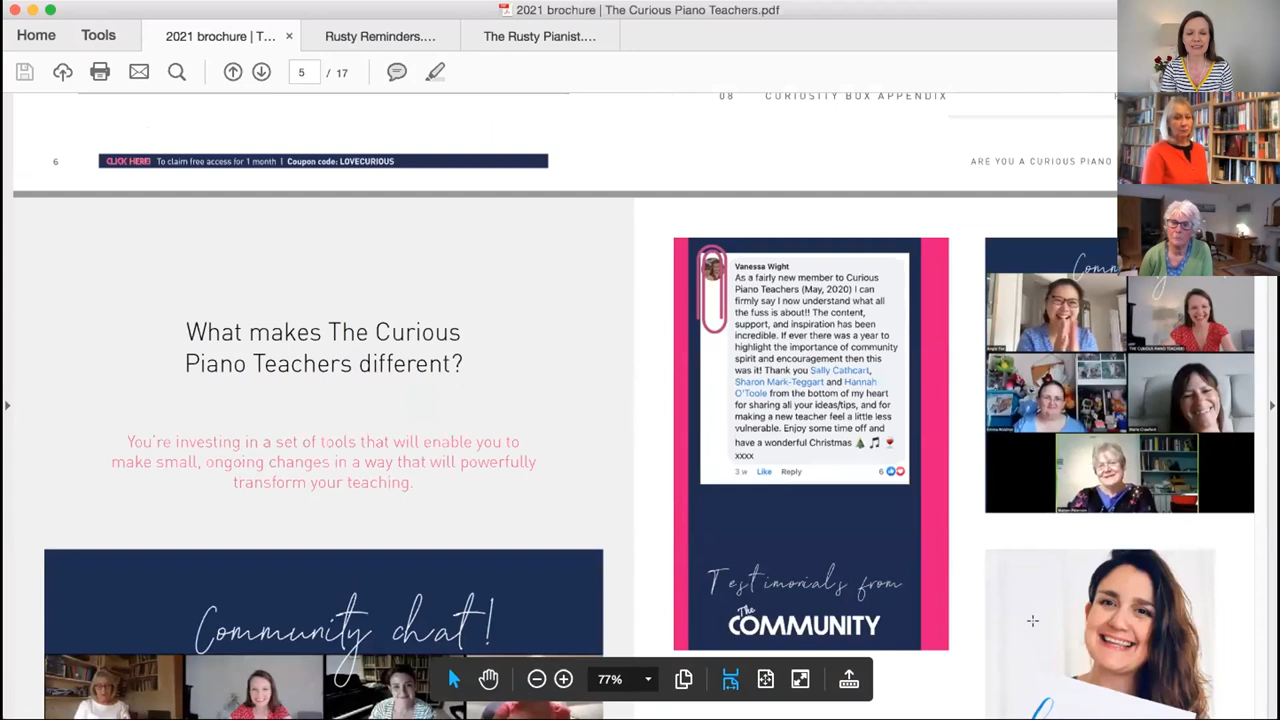 2021 brochure | The Curious Piano Teachers.pdf
Home
Tools
2021 brochure | T...
×
Rusty Reminders....
The Rusty Pianist....
5 / 17
08 CURIOSITY BOX APPENDIX
6
CLICK HERE! To claim free access for 1 month | Coupon code: LOVECURIOUS
ARE YOU A CURIOUS PIANO
What makes The Curious
Piano Teachers different?
You're investing in a set of tools that will enable you to
make small, ongoing changes in a way that will powerfully
transform your teaching.
Community chat!
Vanessa Wight
As a fairly new member to Curious
Piano Teachers (May, 2020) I can
firmly say I now understand what all
the fuss is about!! The content,
support, and inspiration has been
incredible. If ever there was a year to
highlight the importance of community
spirit and encouragement then this
was it! Thank you Sally Cathcart,
Sharon Mark-Teggart and Hannah
O'Toole from the bottom of my heart
for sharing all your ideas/tips, and for
making a new teacher feel a little less
vulnerable. Enjoy some time off and
have a wonderful Christmas 🎄 🎵 🍷
xxxx
3 w Like Reply 6
Testimonials from
The
COMMUNITY
THE CURIOUS PIANO TEACHERS
77%